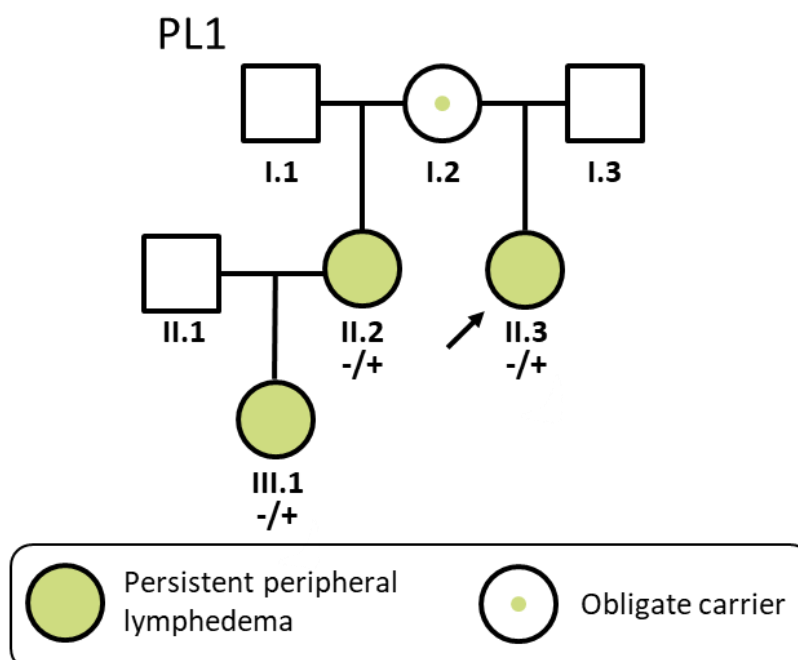 PL1
I.1
I.2
I.3
II.1
II.2
-/+
II.3
-/+
III.1
-/+
Persistent peripheral
lymphedema
Obligate carrier